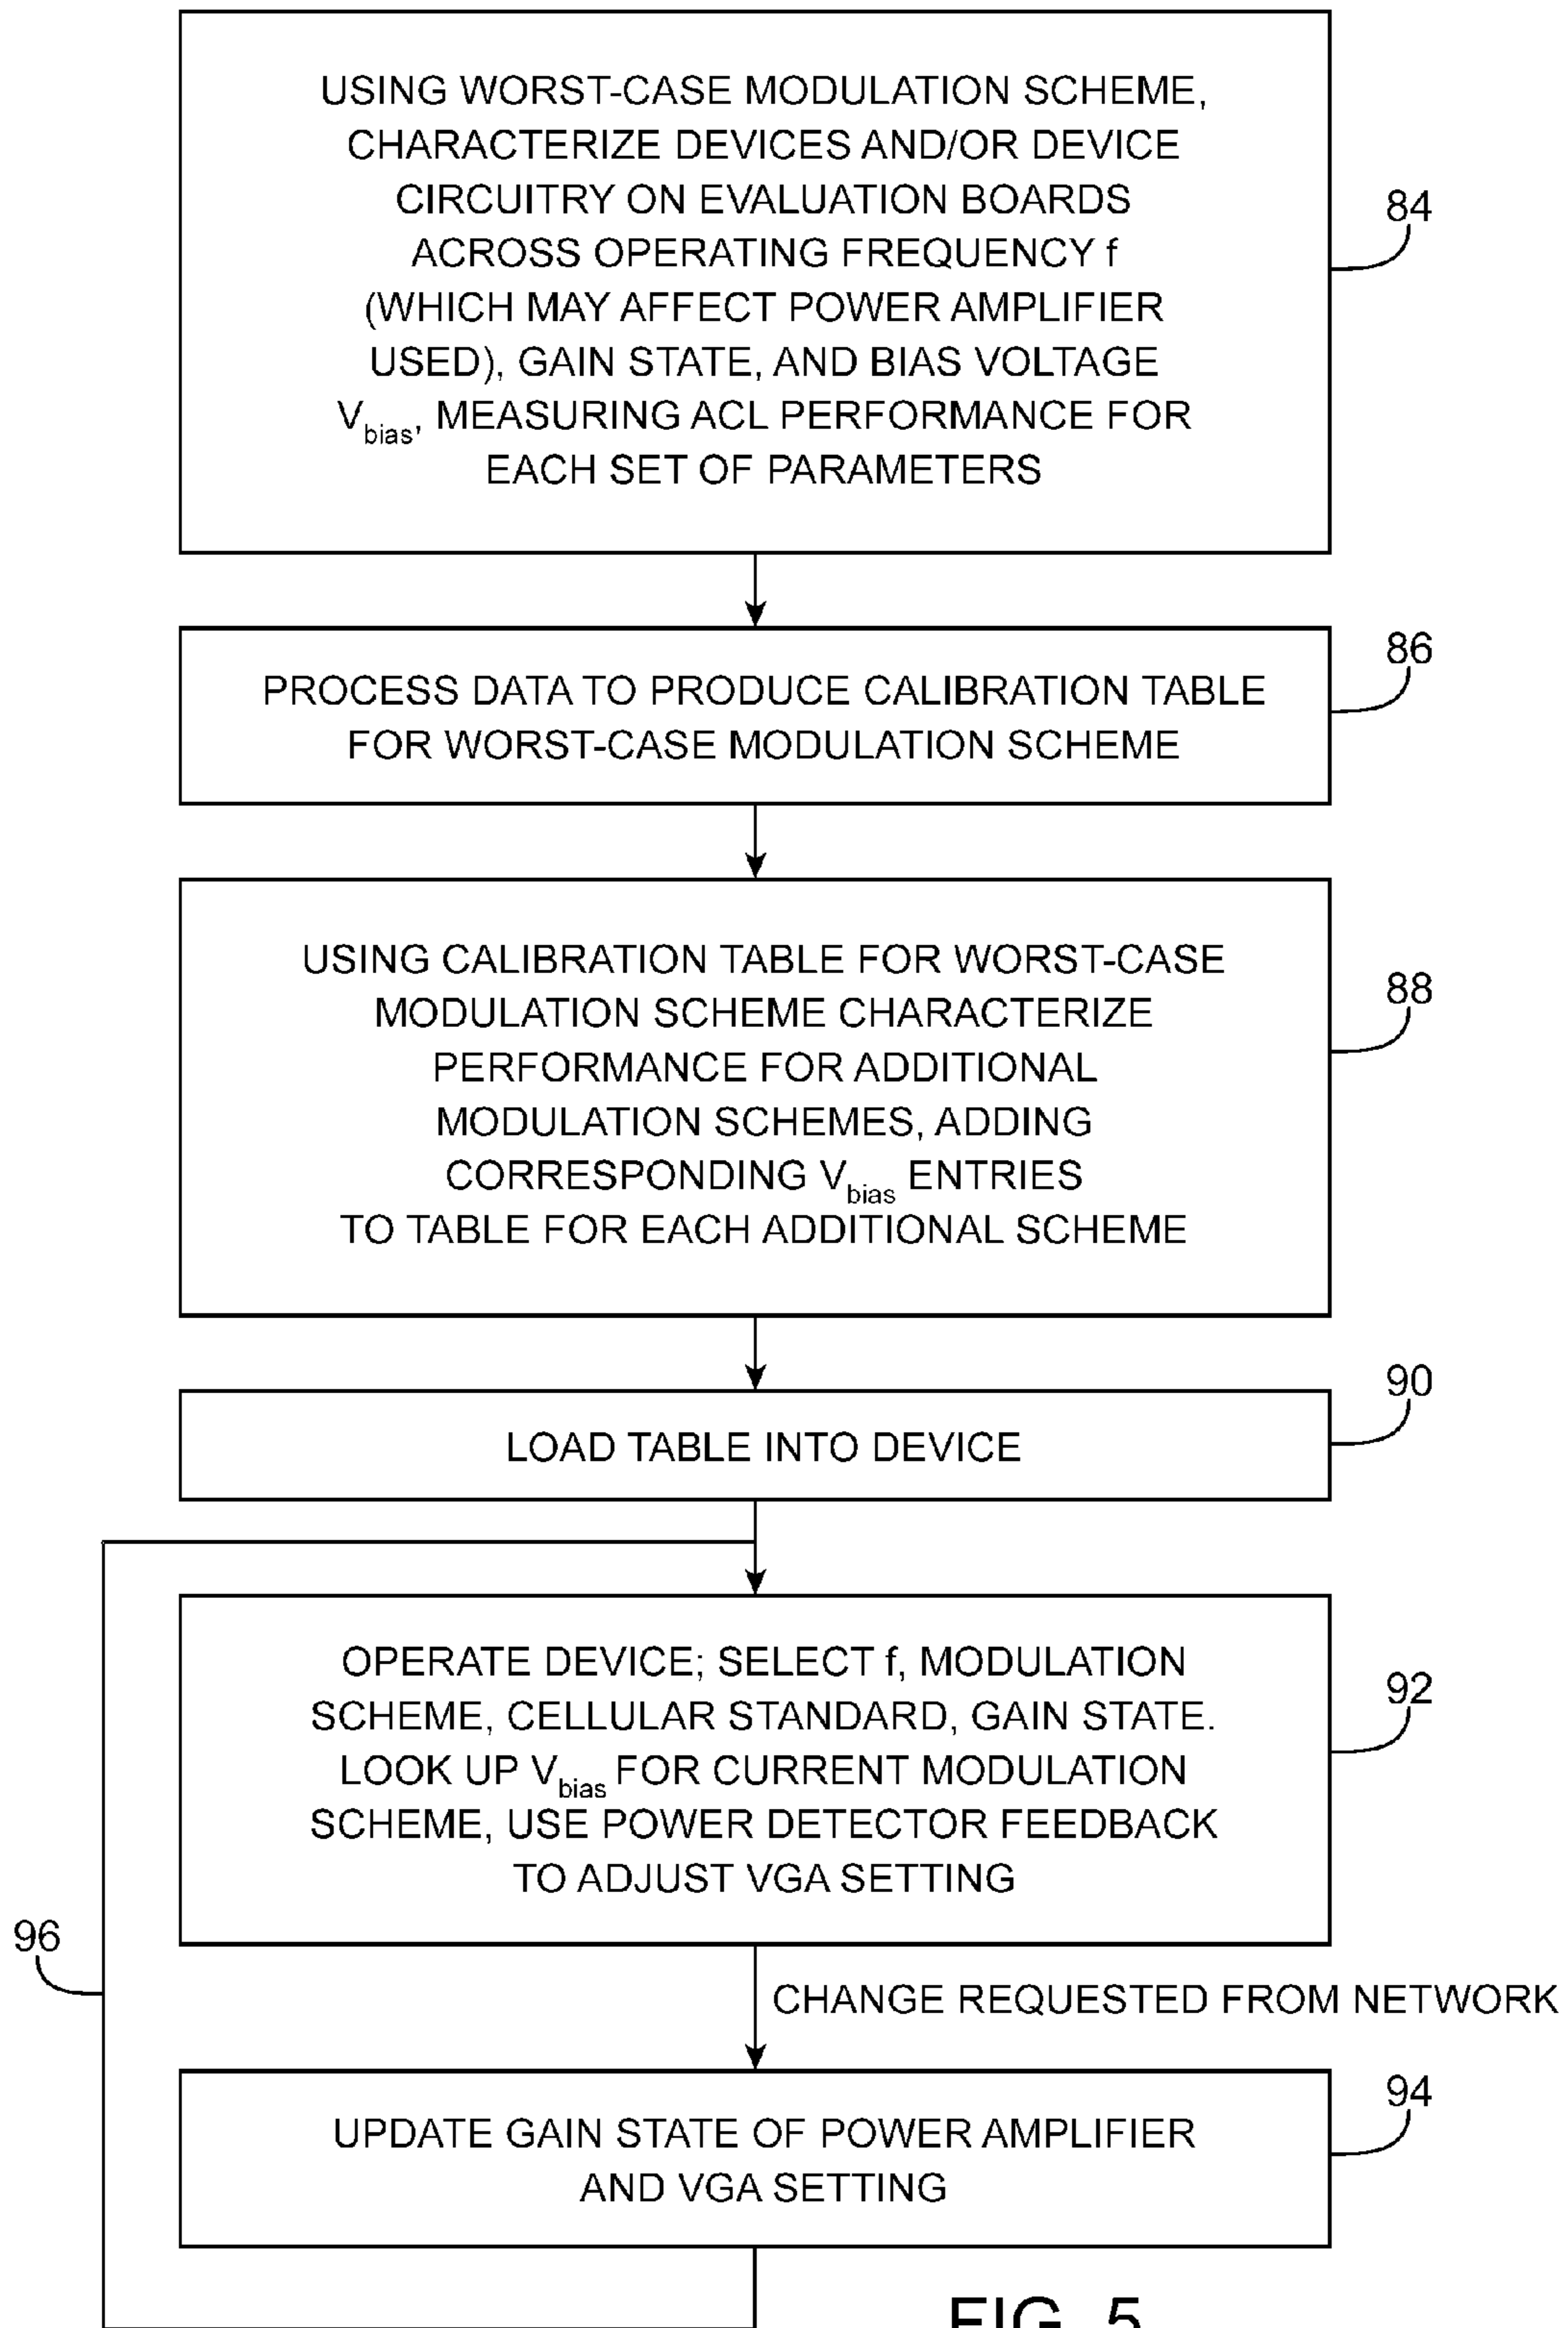 USING WORST-CASE MODULATION SCHEME,
CHARACTERIZE DEVICES AND/OR DEVICE
CIRCUITRY ON EVALUATION BOARDS
ACROSS OPERATING FREQUENCY f
(WHICH MAY AFFECT POWER AMPLIFIER
USED), GAIN STATE, AND BIAS VOLTAGE
Vbias, MEASURING ACL PERFORMANCE FOR
EACH SET OF PARAMETERS
84
PROCESS DATA TO PRODUCE CALIBRATION TABLE
FOR WORST-CASE MODULATION SCHEME
86
USING CALIBRATION TABLE FOR WORST-CASE
MODULATION SCHEME CHARACTERIZE
PERFORMANCE FOR ADDITIONAL
MODULATION SCHEMES, ADDING
CORRESPONDING Vbias ENTRIES
TO TABLE FOR EACH ADDITIONAL SCHEME
88
LOAD TABLE INTO DEVICE
90
OPERATE DEVICE; SELECT f, MODULATION
SCHEME, CELLULAR STANDARD, GAIN STATE.
LOOK UP Vbias FOR CURRENT MODULATION
SCHEME, USE POWER DETECTOR FEEDBACK
TO ADJUST VGA SETTING
92
96
CHANGE REQUESTED FROM NETWORK
UPDATE GAIN STATE OF POWER AMPLIFIER
AND VGA SETTING
94
FIG. 5